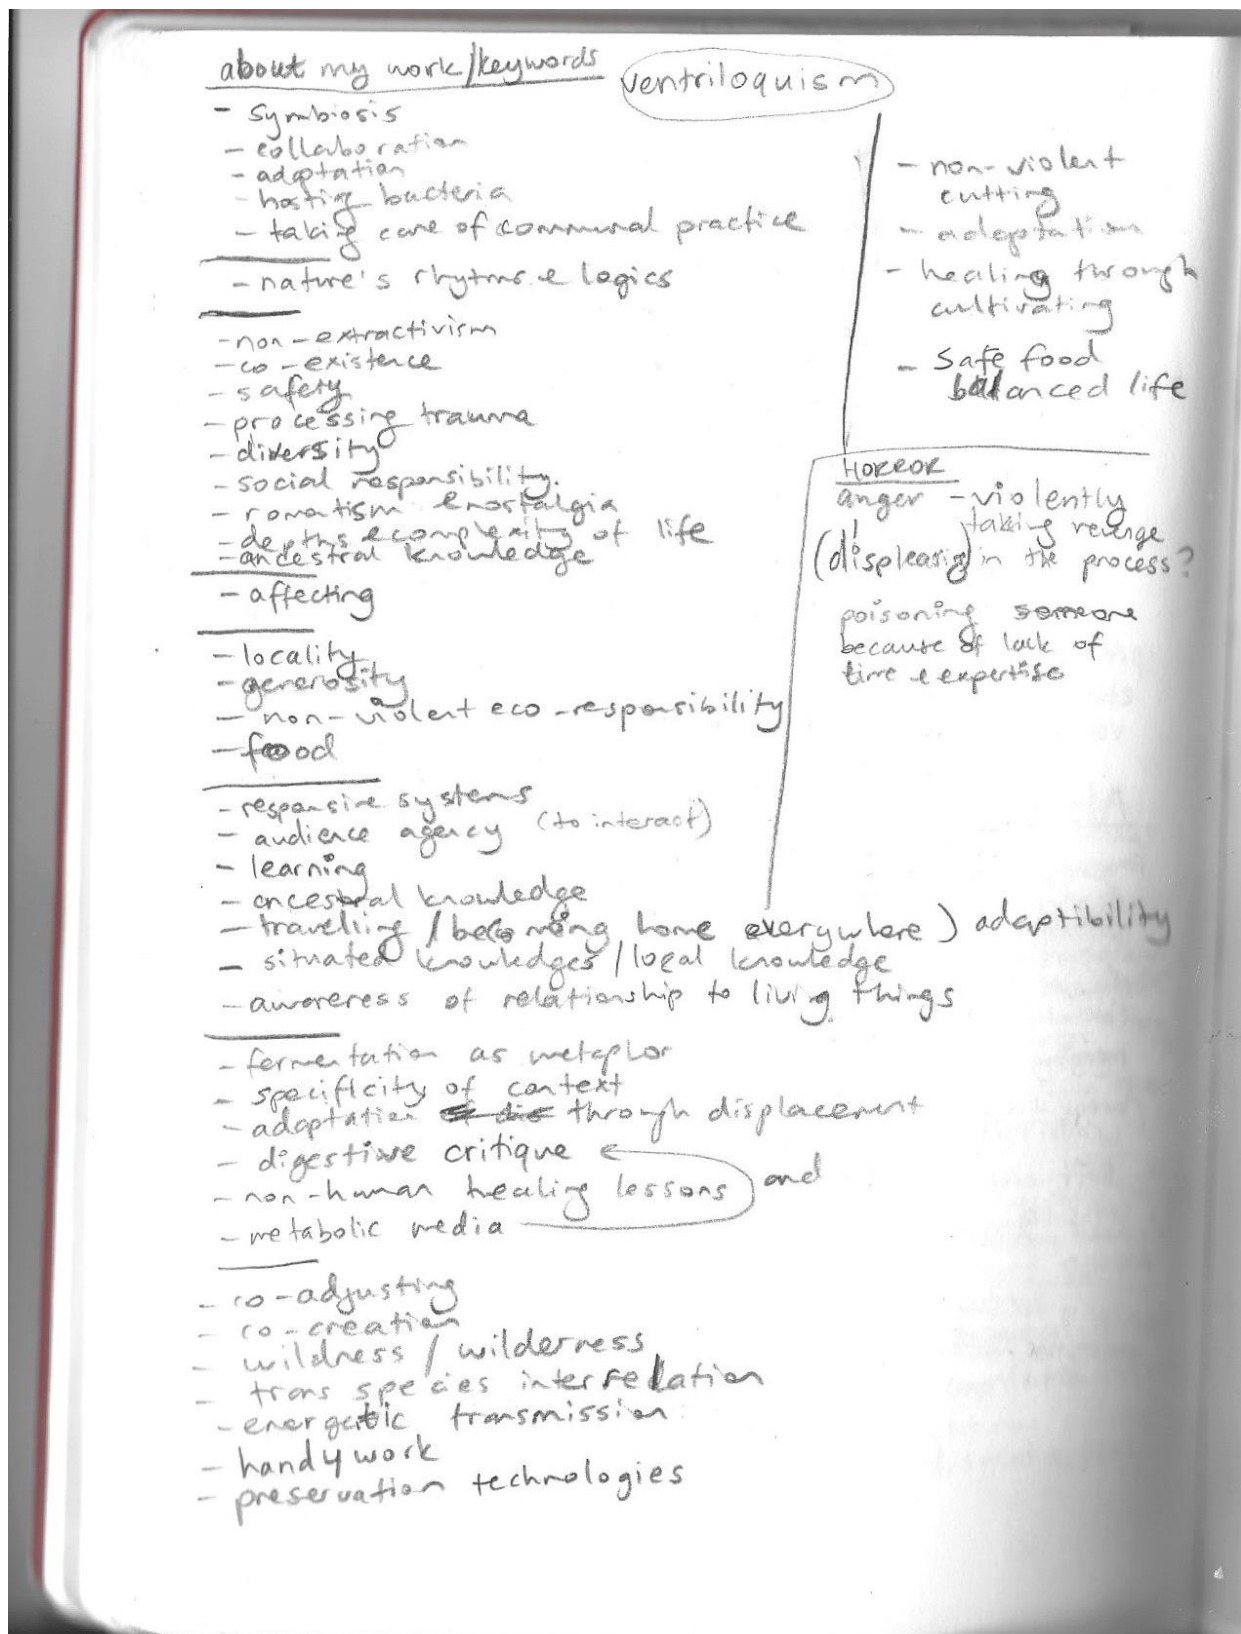 about my work/keywords
ventriloquism
- symbiosis
- collaboration
- adaptation
- hosting bacteria
- taking care of communal practice
- nature's rhytms & logics
- non-extractivism
- co-existence
- safety
- processing trauma
- diversity
- social responsibility.
- romatism & nostalgia
- depths & complexity of life
- ancestral knowledge
- affecting
- locality
- generosity
- non-violent eco-responsibility
- food
- responsive systems
- audience agency (to interact)
- learning
- ancestral knowledge
- travelling / becoming home everywhere) adaptibility
- situated knowledges / local knowledge
- awareness of relationship to living things
- fermentation as metaphor
- specificity of context
- adaptation through displacement
- digestive critique
- non-human healing lessons and
- metabolic media
- co-adjusting
- co-creation
- wildness / wilderness
- trans species interrelation
- energetic transmission
- handywork
- preservation technologies
- non-violent
cutting
- adaptation
- healing through
cultivating
- safe food
balanced life
HORROR
anger - violently
taking revenge
(displeasing) in the process?
poisoning someone
because of lack of
time & expertise